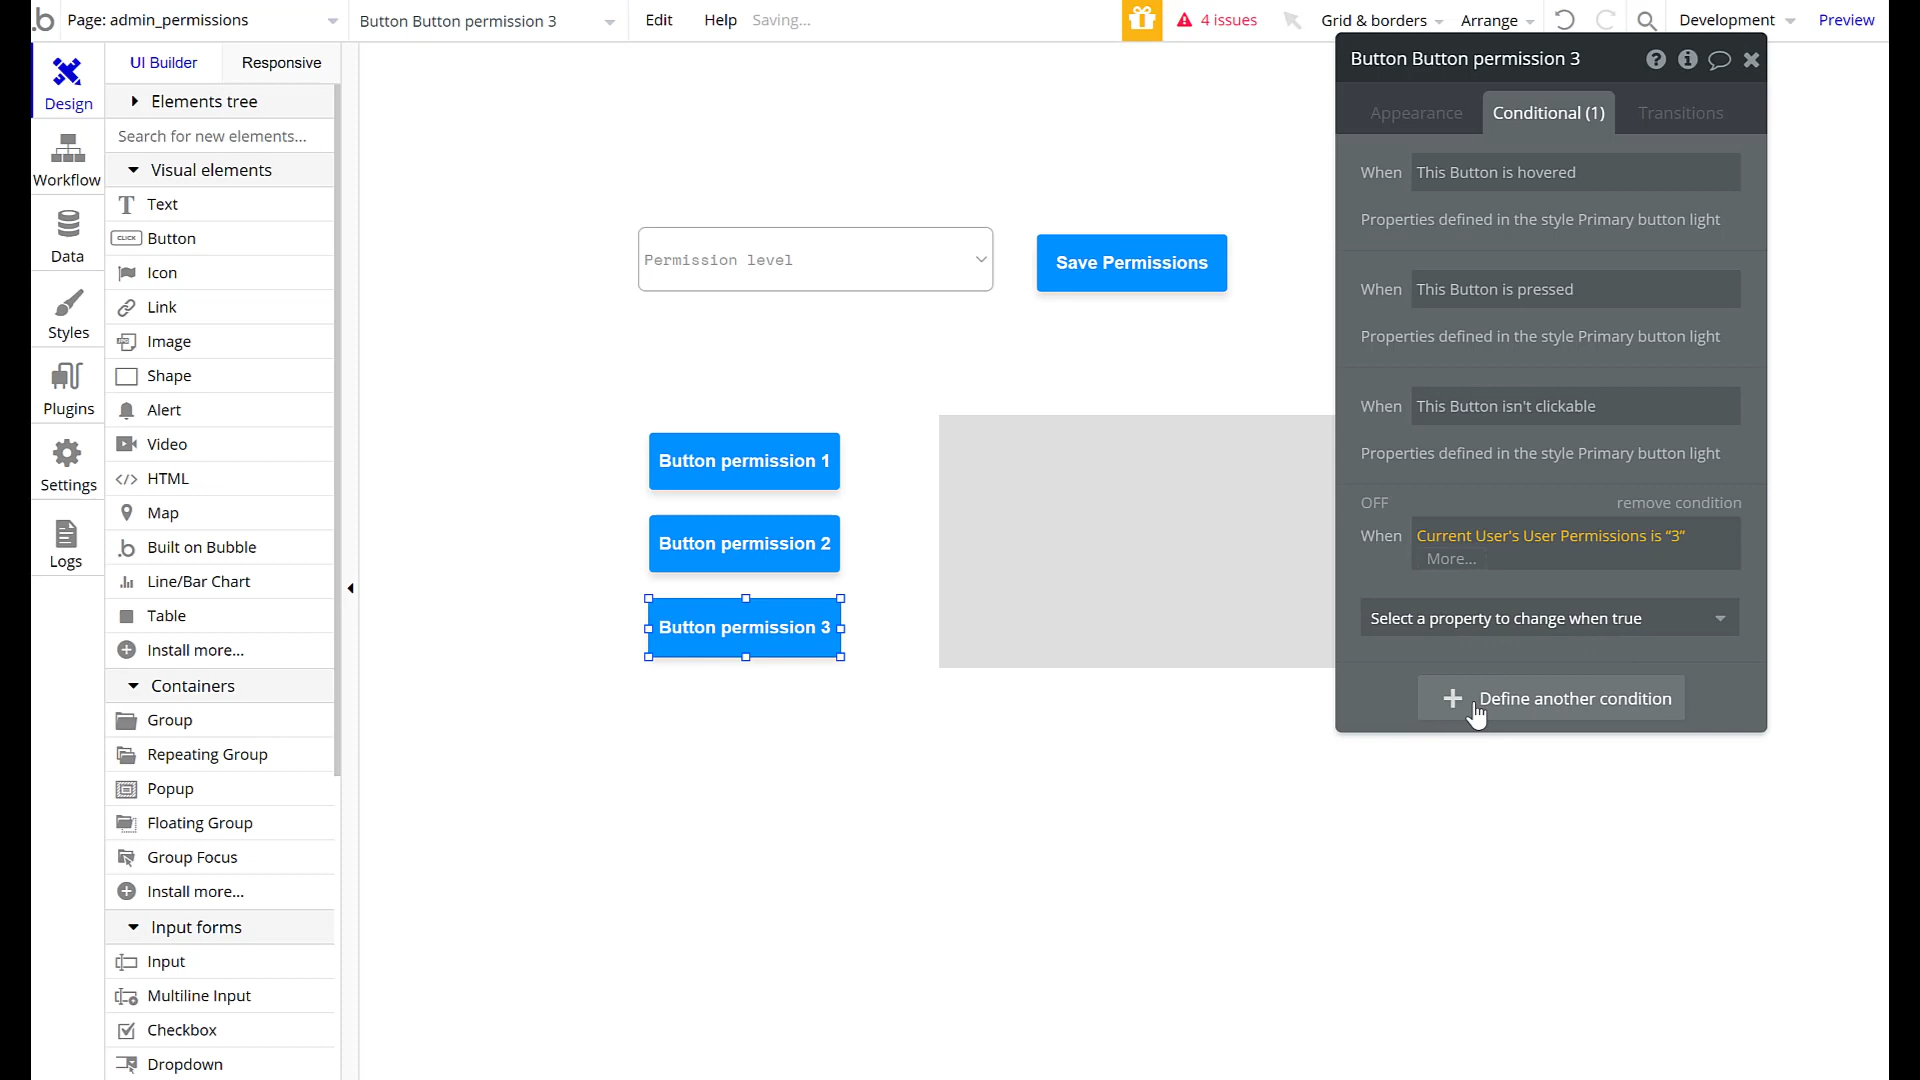 Page: admin_permissions
Button Button permission 3
Edit
Help
Saving...
4 issues
Grid & borders
Arrange
Development
Preview
Design
Workflow
Data
Styles
Plugins
Settings
Logs
UI Builder
Responsive
Elements tree
Search for new elements...
Visual elements
Text
CLICK
Button
Icon
Link
Image
Shape
Alert
Video
HTML
Map
Built on Bubble
Line/Bar Chart
Table
Install more...
Containers
Group
Repeating Group
Popup
Floating Group
Group Focus
Install more...
Input forms
Input
Multiline Input
Checkbox
Dropdown
Permission level
Save Permissions
Button permission 1
Button permission 2
Button permission 3
Button Button permission 3
Appearance
Conditional (1)
Transitions
When This Button is hovered
Properties defined in the style Primary button light
When This Button is pressed
Properties defined in the style Primary button light
When This Button isn't clickable
Properties defined in the style Primary button light
OFF
remove condition
When Current User's User Permissions is "3"
More...
Select a property to change when true
Define another condition